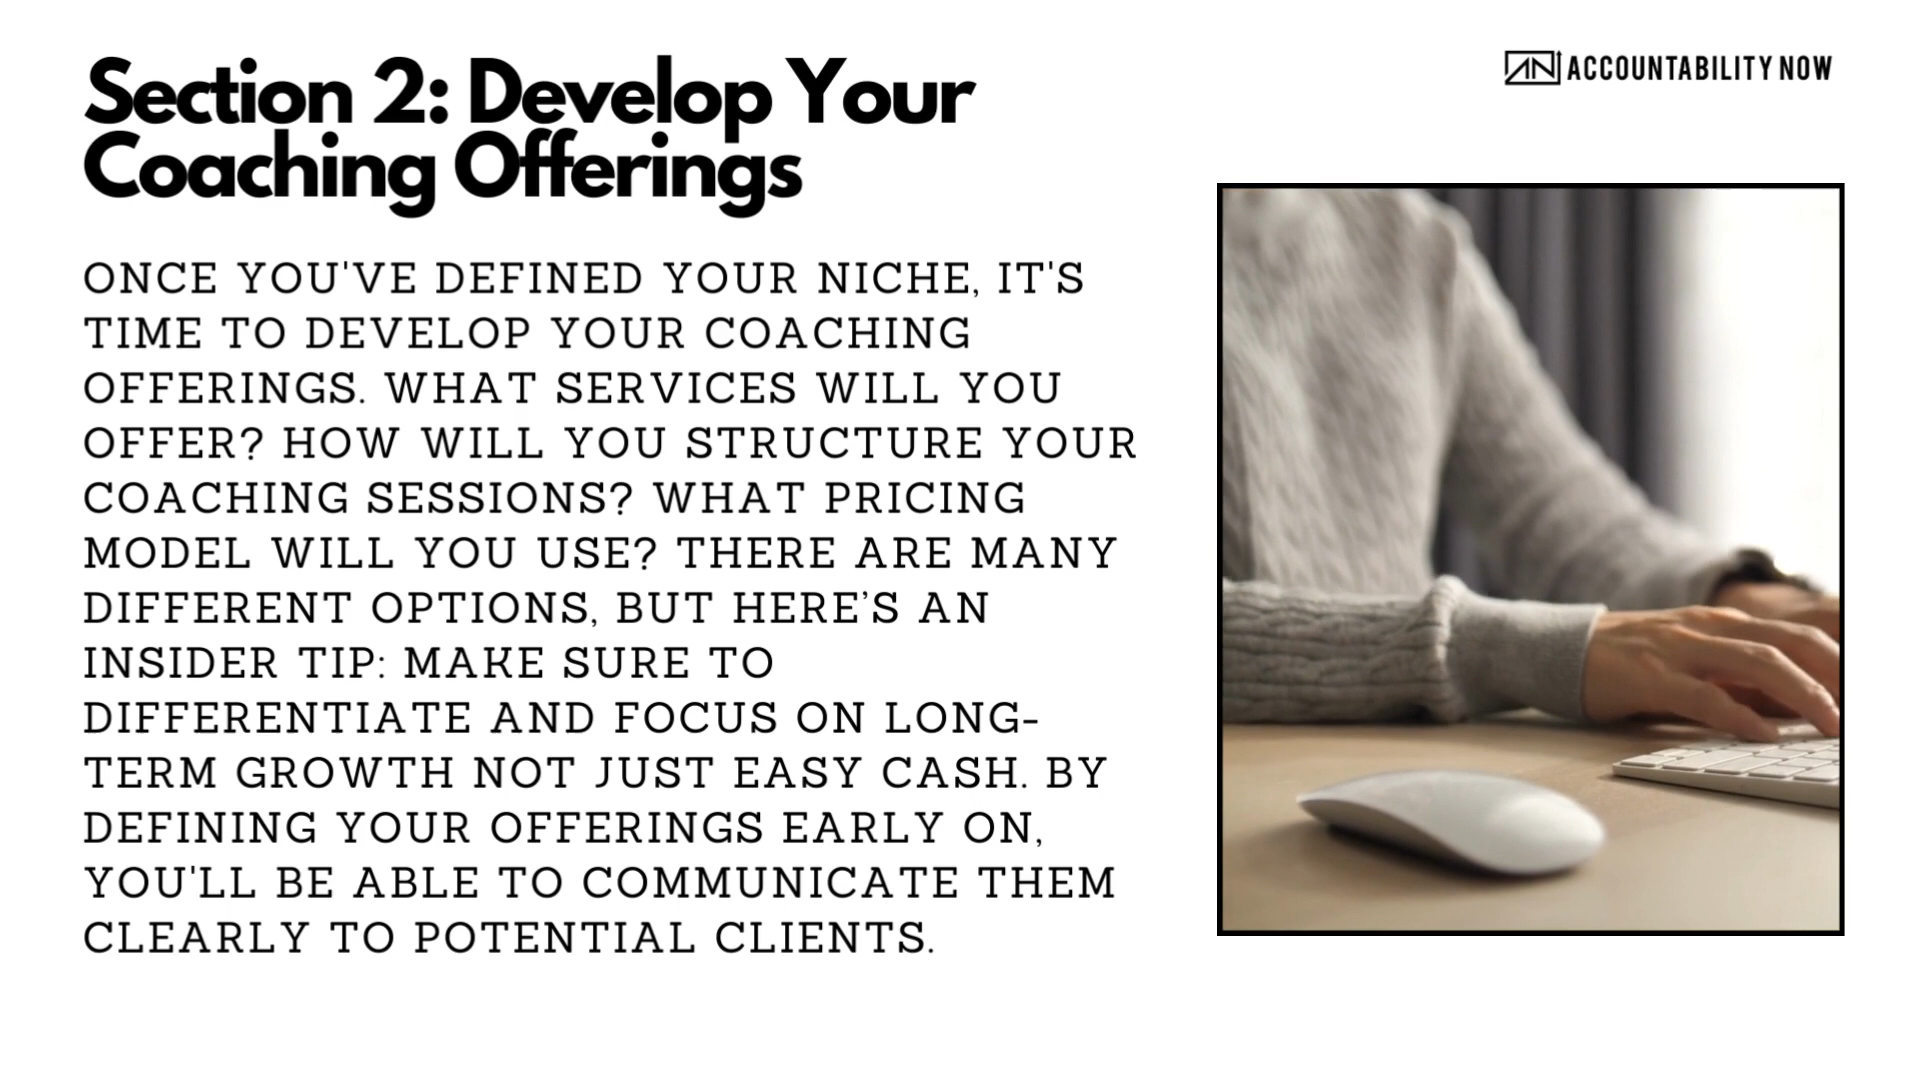 Section 2: Develop Your
Coaching Offerings
AN ACCOUNTABILITY NOW
ONCE YOU'VE DEFINED YOUR NICHE, IT'S
TIME TO DEVELOP YOUR COACHING
OFFERINGS. WHAT SERVICES WILL YOU
OFFER? HOW WILL YOU STRUCTURE YOUR
COACHING SESSIONS? WHAT PRICING
MODEL WILL YOU USE? THERE ARE MANY
DIFFERENT OPTIONS, BUT HERE’S AN
INSIDER TIP: MAKE SURE TO
DIFFERENTIATE AND FOCUS ON LONG-
TERM GROWTH NOT JUST EASY CASH. BY
DEFINING YOUR OFFERINGS EARLY ON,
YOU'LL BE ABLE TO COMMUNICATE THEM
CLEARLY TO POTENTIAL CLIENTS.